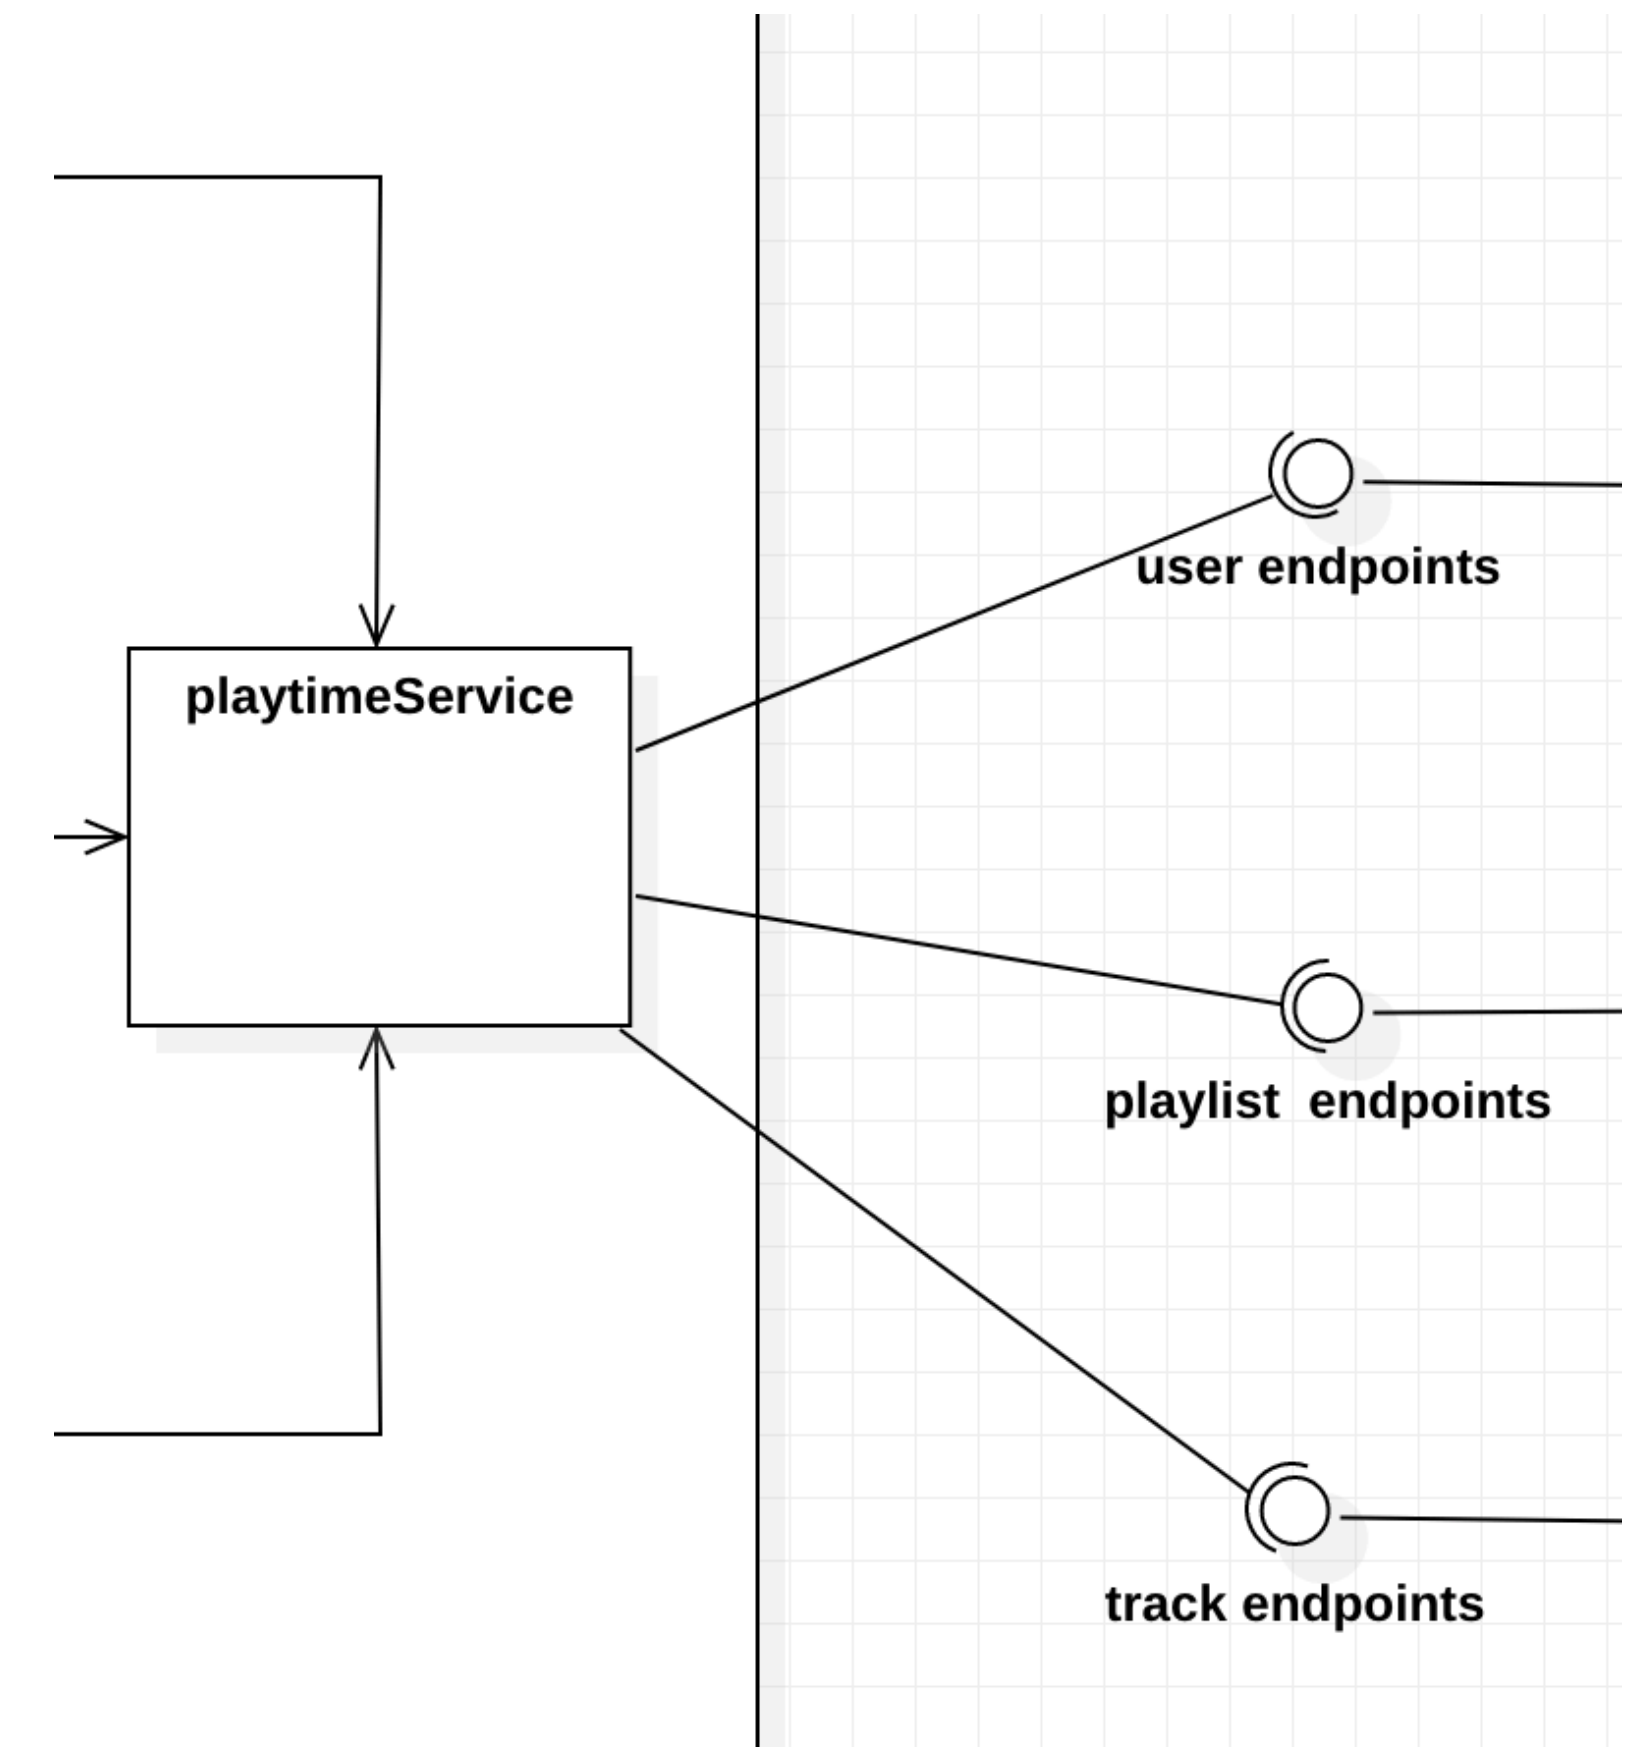 user endpoints
playtimeService
playlist  endpoints
track endpoints